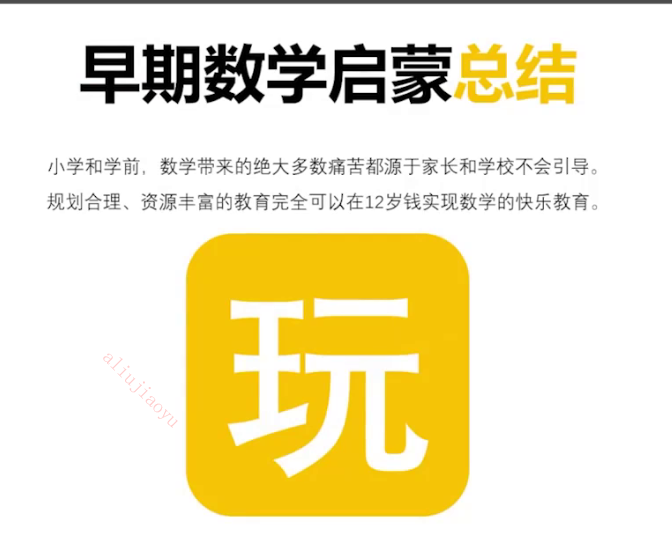 早期数学启蒙总结
小学和学前，数学带来的绝大多数痛苦都源于家长和学校不会引导。
规划合理、资源丰富的教育完全可以在12岁钱实现数学的快乐教育。
玩
aliujiaoyu